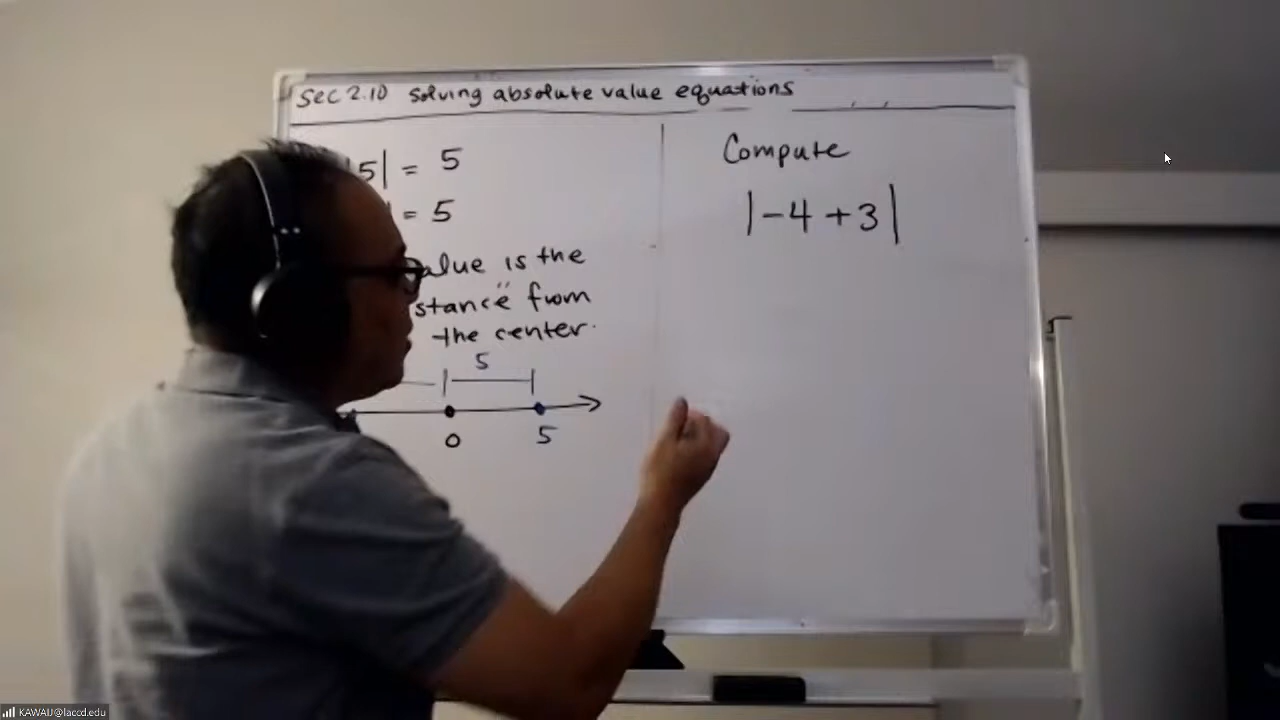 Sec 2.10 Solving absolute value equations
5| = 5
| = 5
alue is the
stance" from
the center.
5
0 5
Compute
|-4+3|
KAWAIJ@laccd.edu